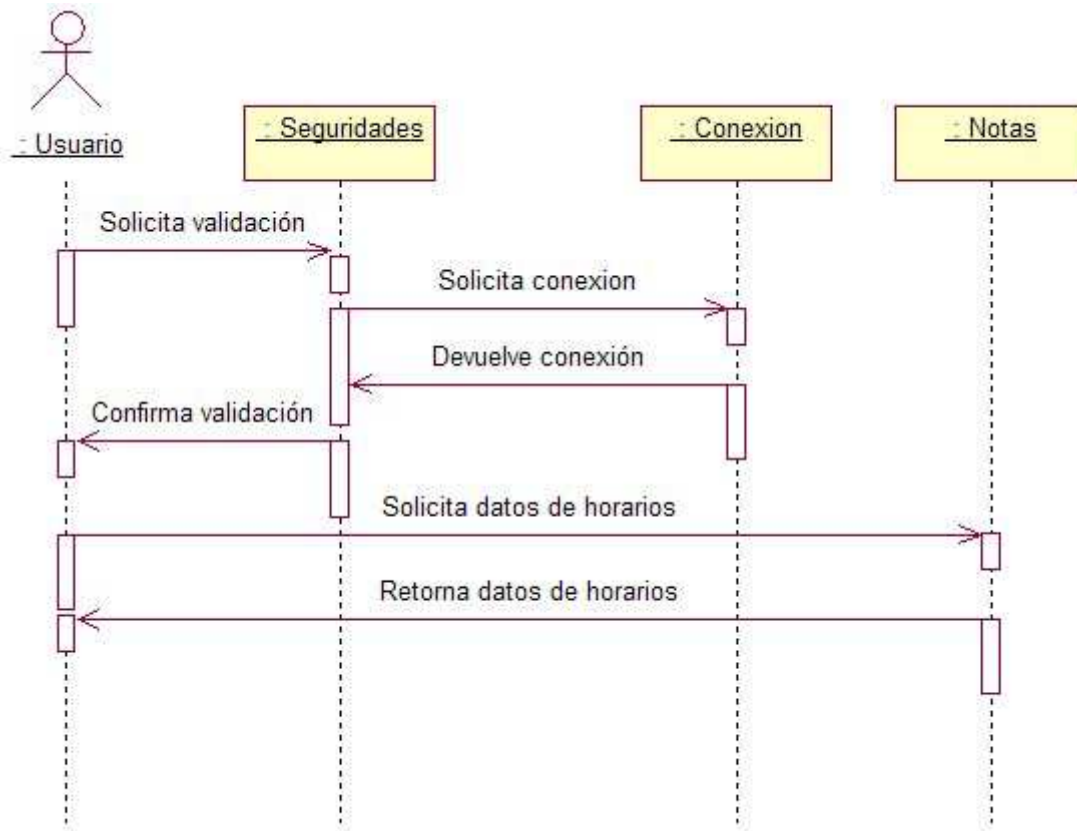 : Usuario
: Seguridades
: Conexion
: Notas
Solicita validación
Solicita conexion
Devuelve conexión
Confirma validación
Solicita datos de horarios
Retorna datos de horarios